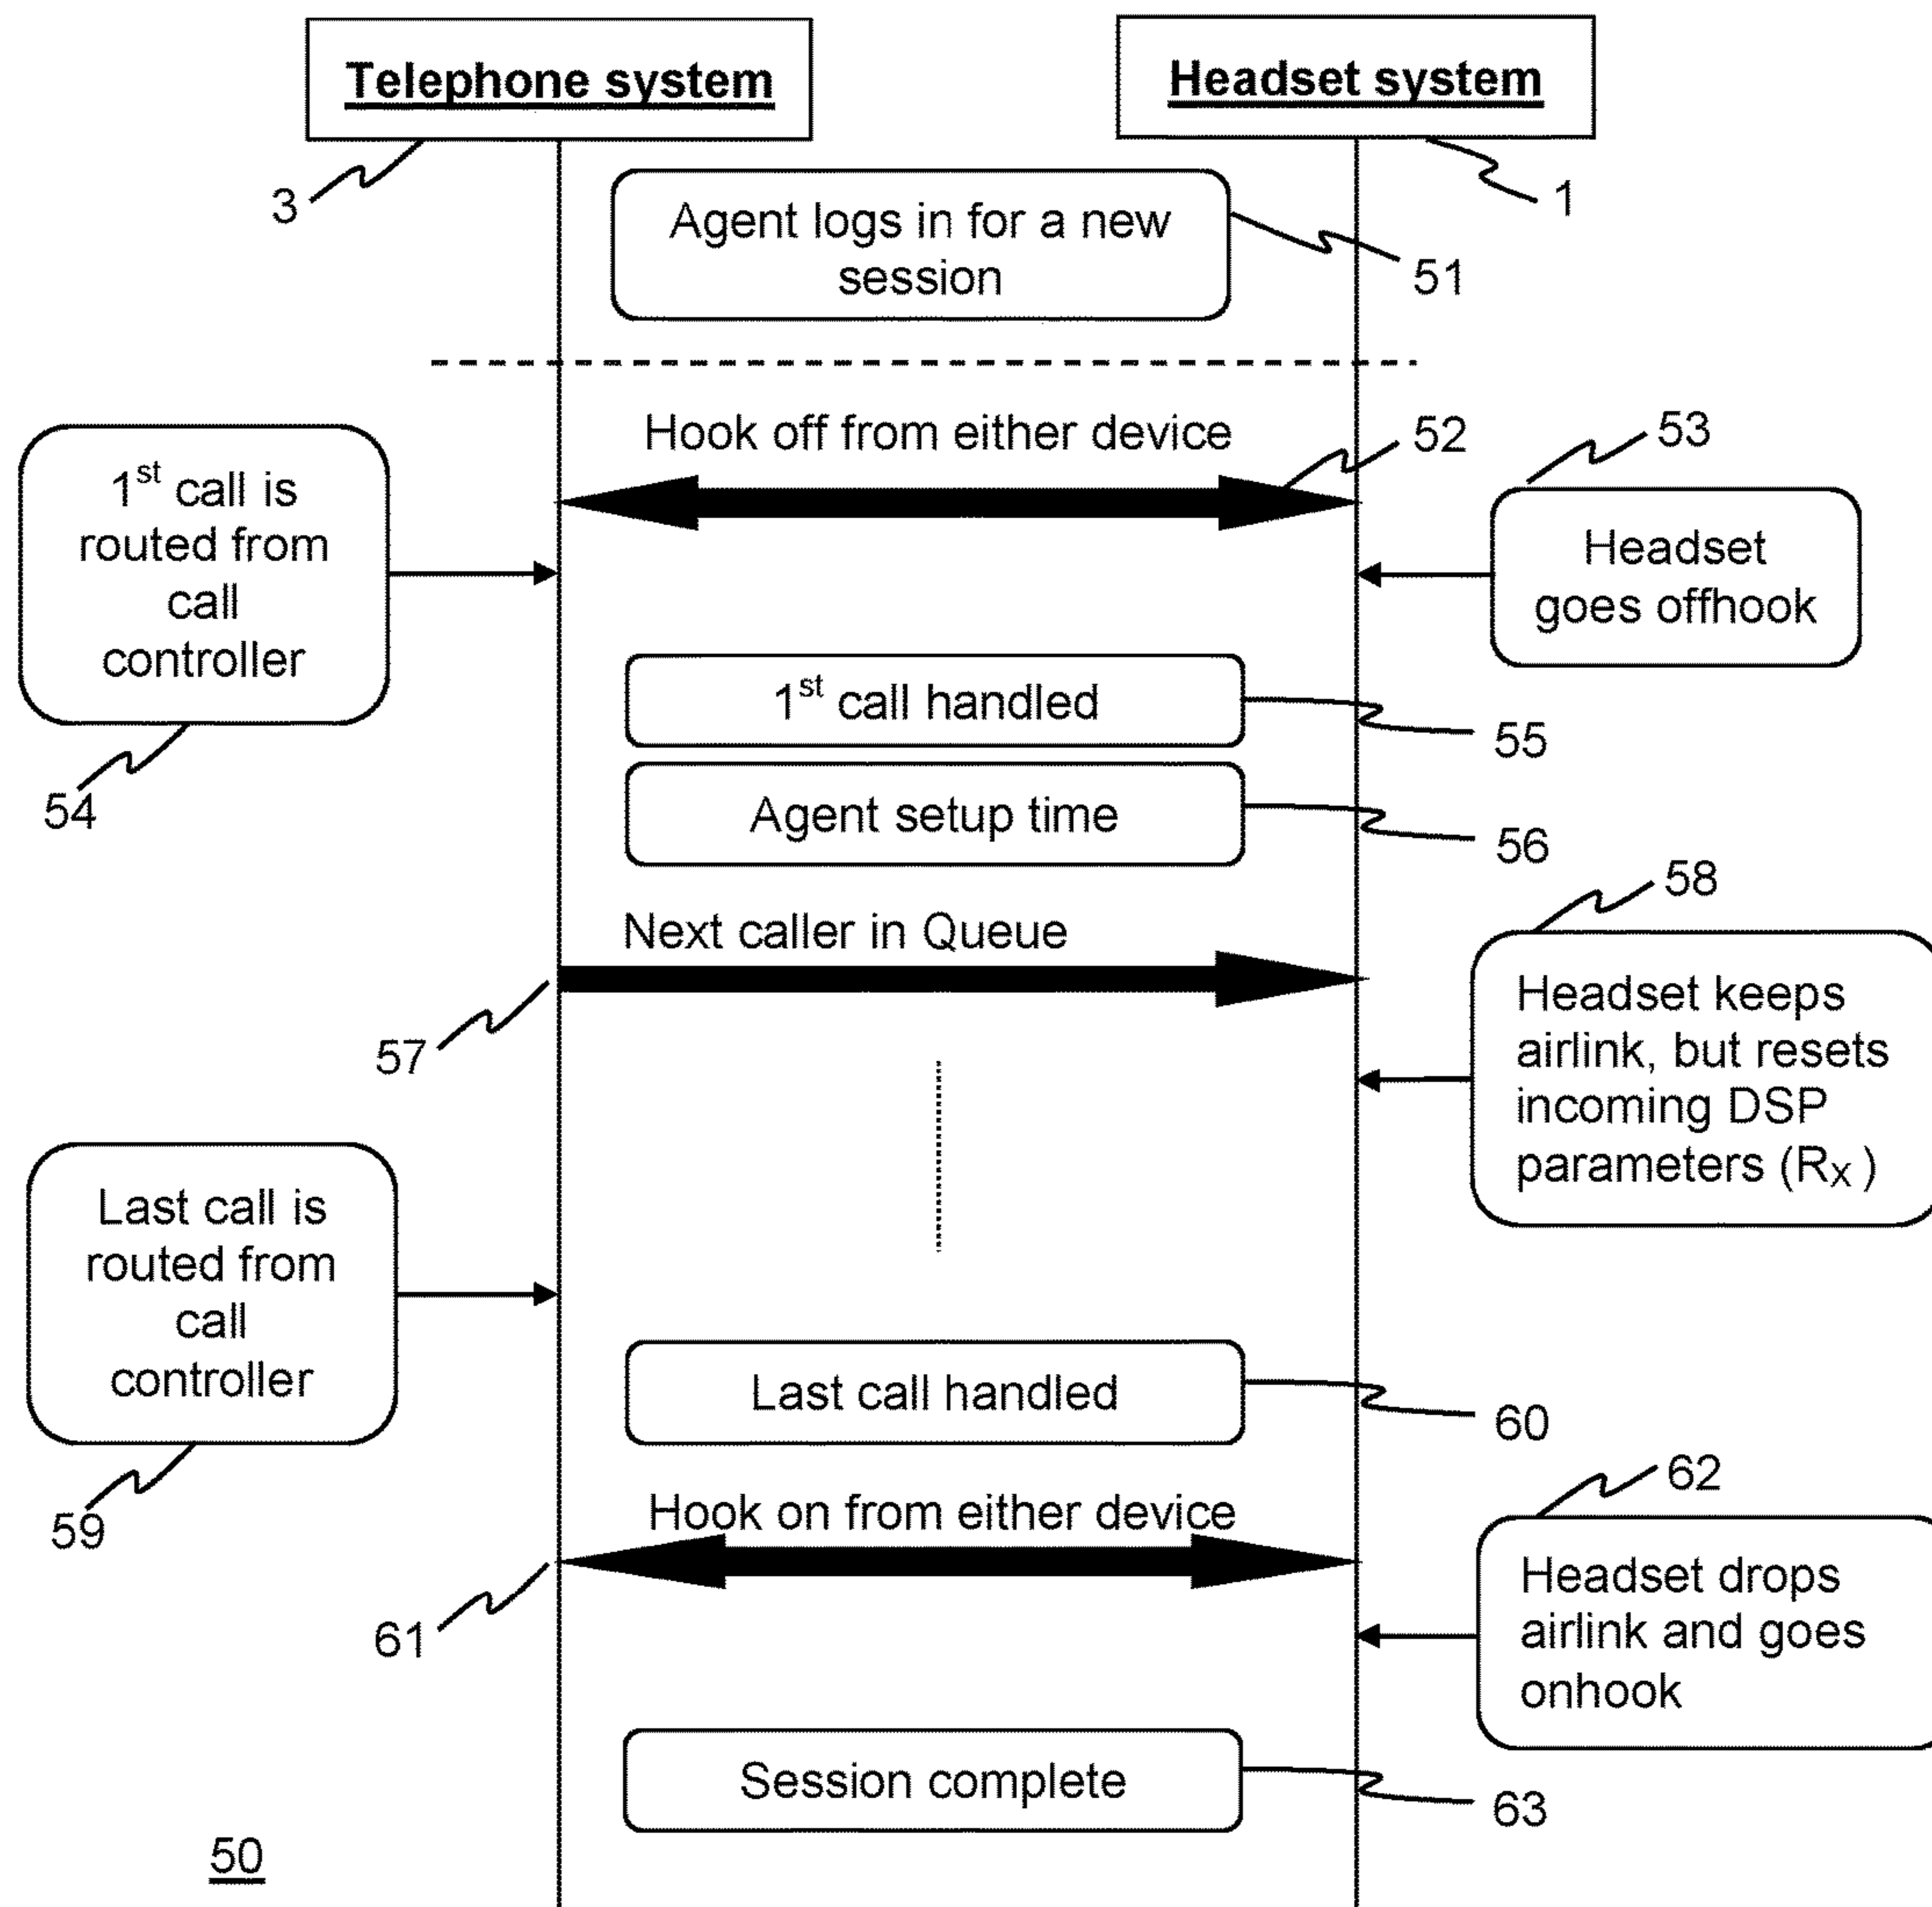 Telephone system
Headset system
3
1
Agent logs in for a new
session
51
Hook off from either device
52
53
1st call is
routed from
call
controller
Headset
goes offhook
54
1st call handled
55
Agent setup time
56
58
Next caller in Queue
57
Headset keeps
airlink, but resets
incoming DSP
parameters (RX )
Last call is
routed from
call
controller
59
Last call handled
60
62
Hook on from either device
61
Headset drops
airlink and goes
onhook
Session complete
63
50